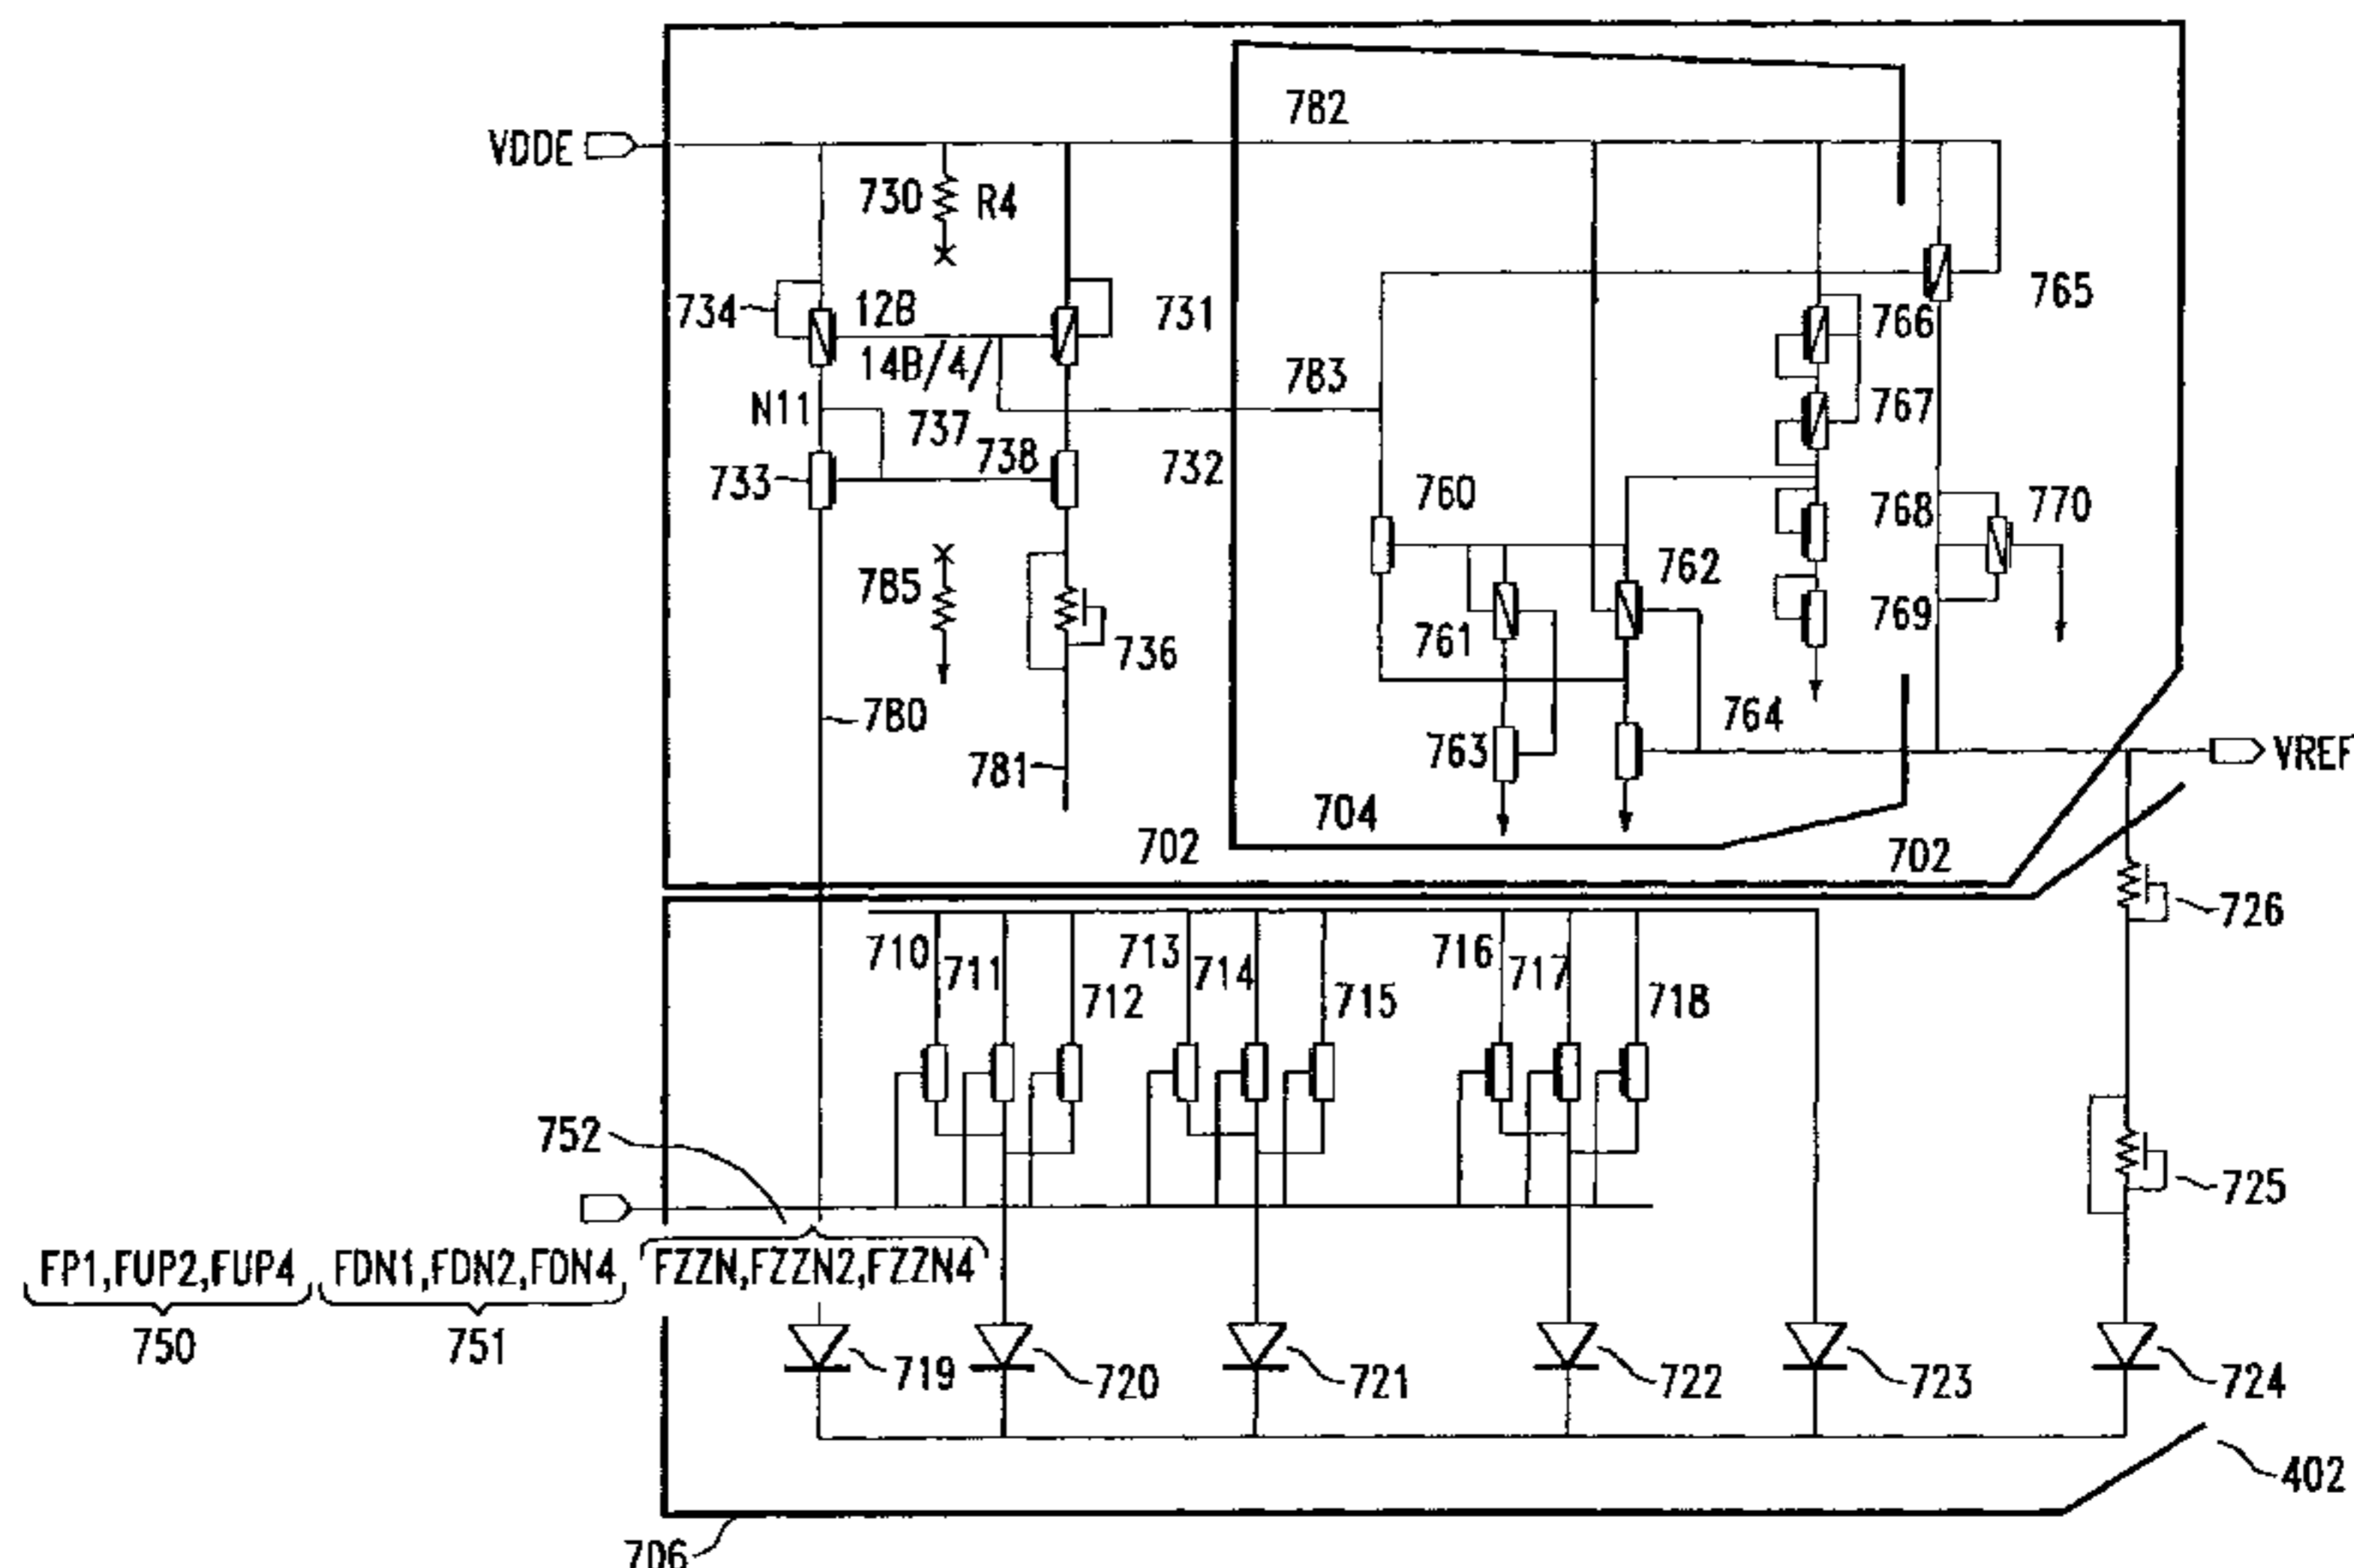 782
VDDE
730 R4
734 12B 731 765
766
14B/4/ 783
N11 737 767
733 738 732 760 768 770
785 762
761 769
736
780 764
781 763 VREF
704
702 702
726
710 711 713 714 716 717
712 715 718
752
725
FP1,FUP2,FUP4 FDN1,FDN2,FDN4 FZZN,FZZN2,FZZN4
750 751
719 720 721 722 723 724
402
706